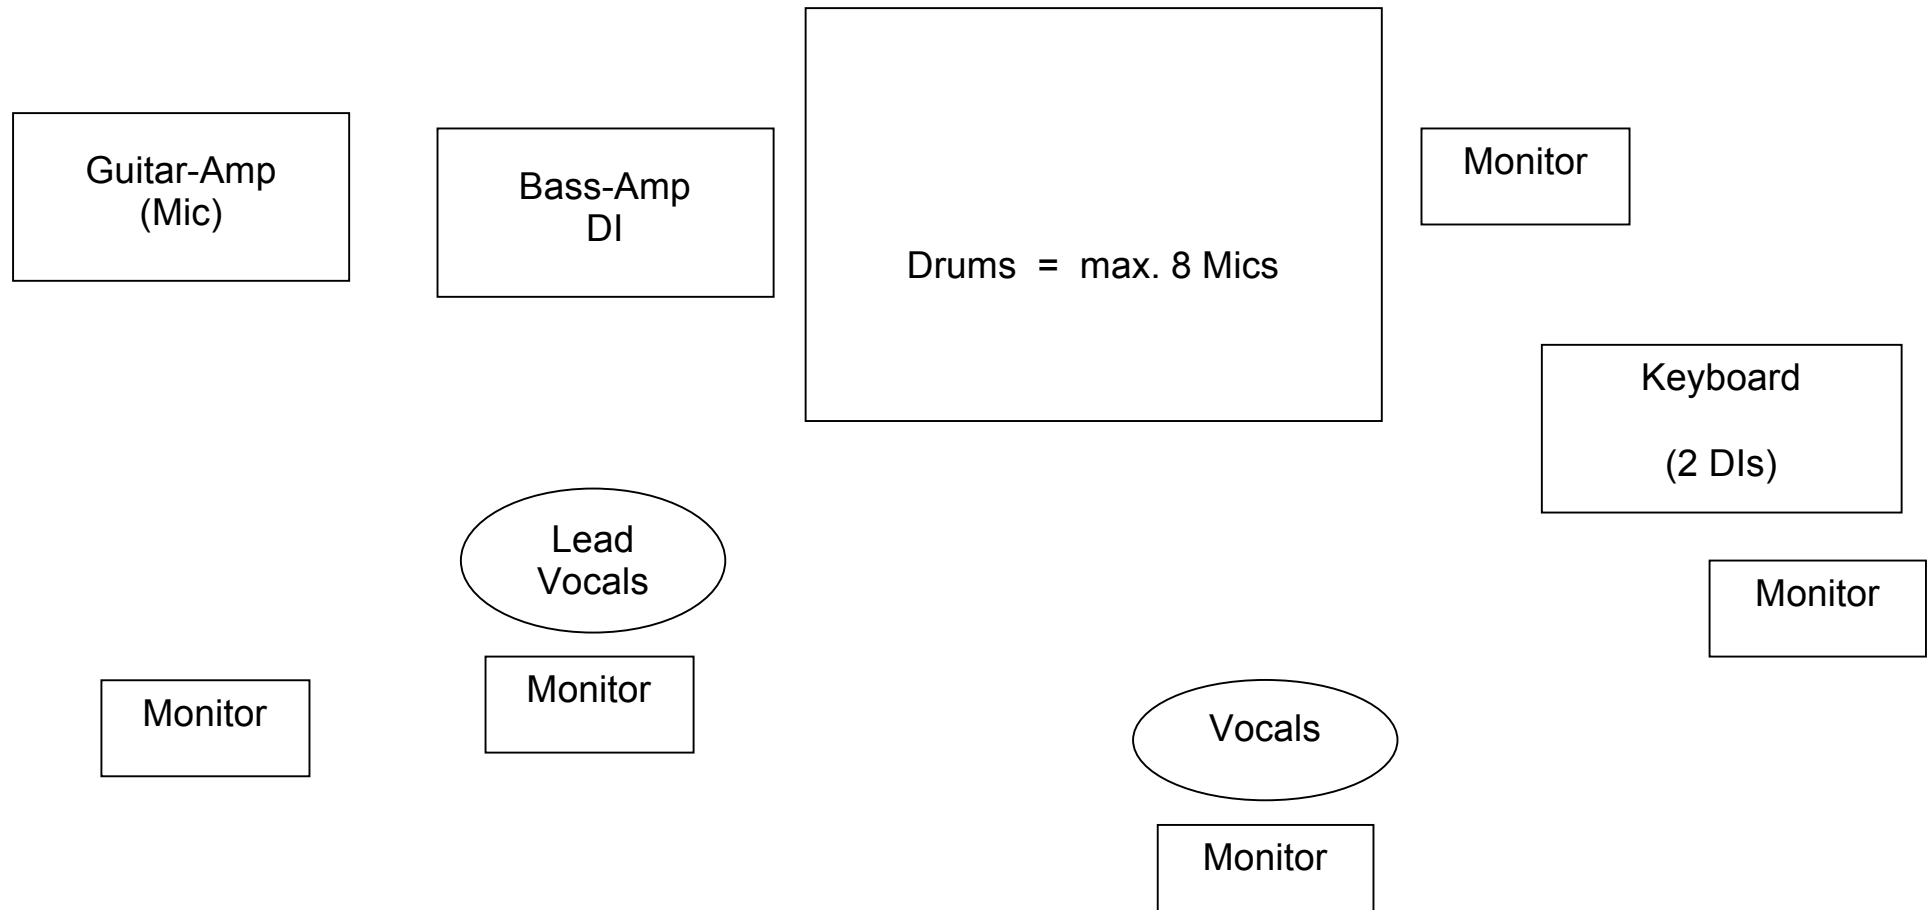 Guitar-Amp
(Mic)
Bass-Amp
DI
Drums = max. 8 Mics
Monitor
Keyboard
(2 DIs)
Lead
Vocals
Monitor
Monitor
Monitor
Vocals
Monitor